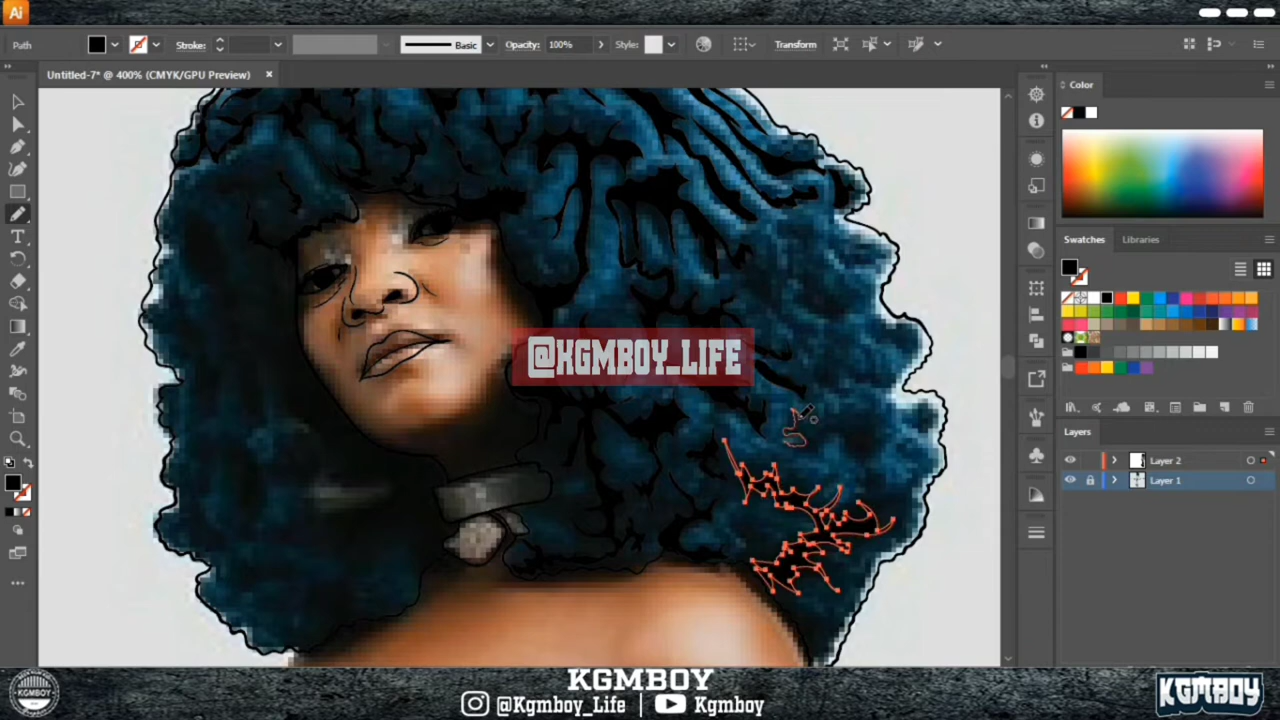 Ai
Path
Stroke:
Basic
Opacity:
100%
Style:
Transform
Untitled-7* @ 400% (CMYK/GPU Preview)
Color
Swatches
Libraries
@KGMBOY_LIFE
Layers
Layer 2
Layer 1
KGMBOY
@Kgmboy_Life | Kgmboy
KGMBOY
KGMBOY